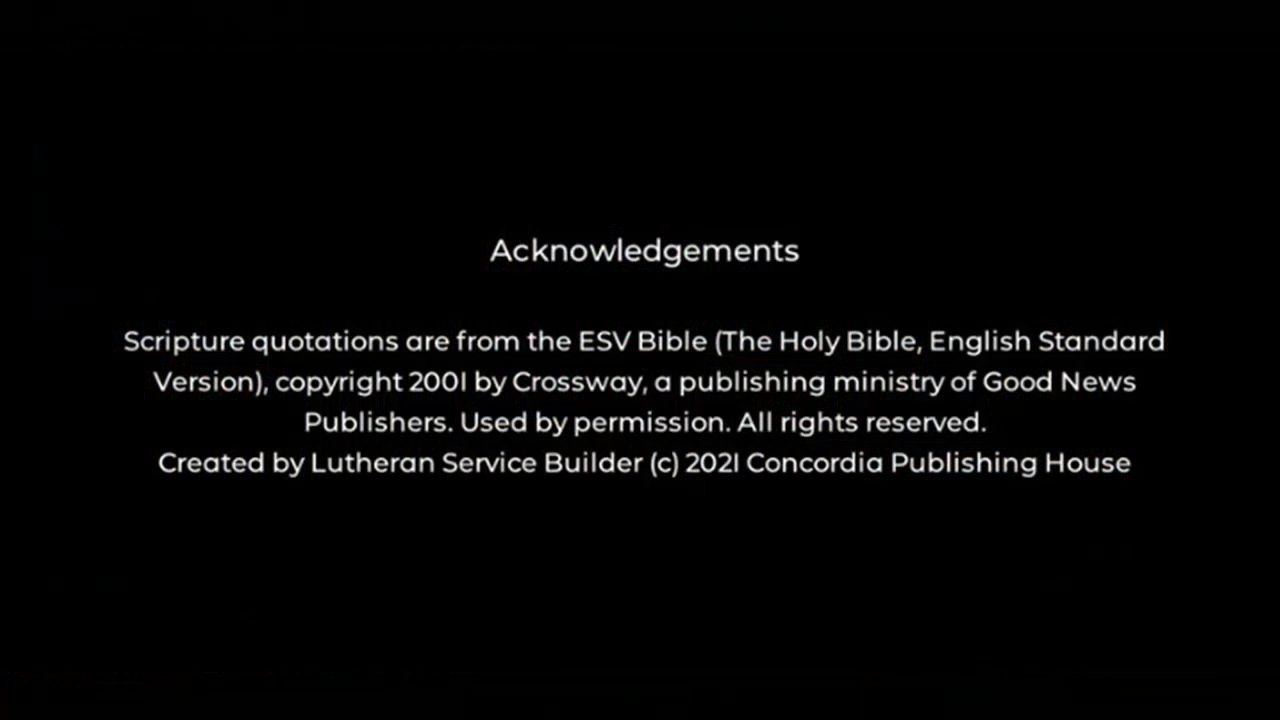 Acknowledgements
Scripture quotations are from the ESV Bible (The Holy Bible, English Standard
Version), copyright 2001 by Crossway, a publishing ministry of Good News
Publishers. Used by permission. All rights reserved.
Created by Lutheran Service Builder (c) 2021 Concordia Publishing House